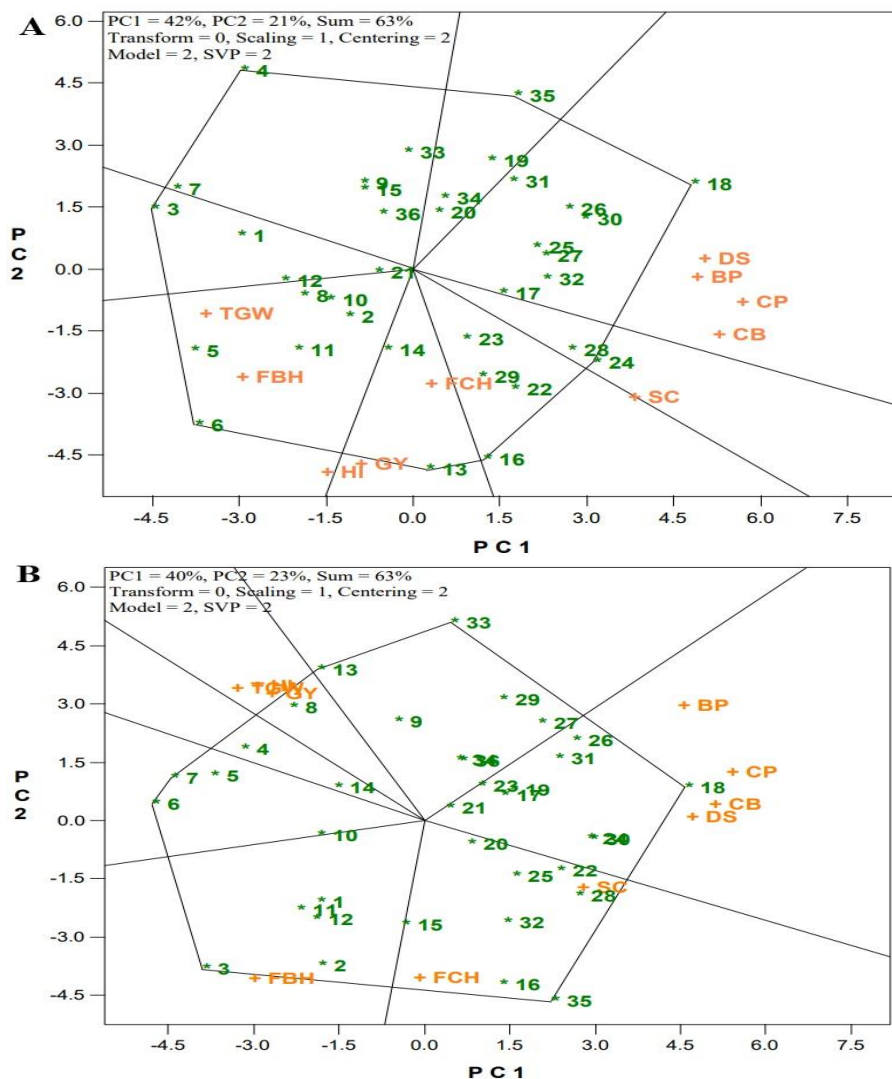 A
PC1 = 42%, PC2 = 21%, Sum = 63%
Transform = 0, Scaling = 1, Centering = 2
Model = 2, SVP = 2
6.0
4.5
3.0
1.5
0.0
-1.5
-3.0
-4.5
PC2
* 4
* 35
* 33
* 19
* 7
* 9
* 15
* 31
* 18
* 3
* 36
* 34
* 20
* 26
* 30
* 1
* 25
* 27
+ DS
+ BP
* 21
* 12
* 32
* 8
* 10
* 17
+ CP
+ TGW
* 2
+ CB
* 5
* 11
* 14
* 23
* 28
* 24
+ FBH
+ FCH
* 29
* 22
+ SC
* 6
+ HI
+ GY
* 13
* 16
-4.5 -3.0 -1.5 0.0 1.5 3.0 4.5 6.0 7.5
PC1
B
PC1 = 40%, PC2 = 23%, Sum = 63%
Transform = 0, Scaling = 1, Centering = 2
Model = 2, SVP = 2
6.0
4.5
3.0
1.5
0.0
-1.5
-3.0
-4.5
PC2
* 33
* 13
+ TGW
+ GY
* 8
* 29
+ BP
* 9
* 27
* 26
* 4
* 31
* 36
* 7
* 5
* 14
* 23
* 19
* 17
* 18
+ CP
* 6
* 21
+ CB
+ DS
* 10
* 20
* 22
* 25
+ SC
* 28
* 1
* 11
* 12
* 15
* 32
* 3
* 2
+ FBH
+ FCH
* 16
* 35
-4.5 -3.0 -1.5 0.0 1.5 3.0 4.5 6.0 7.5
PC1